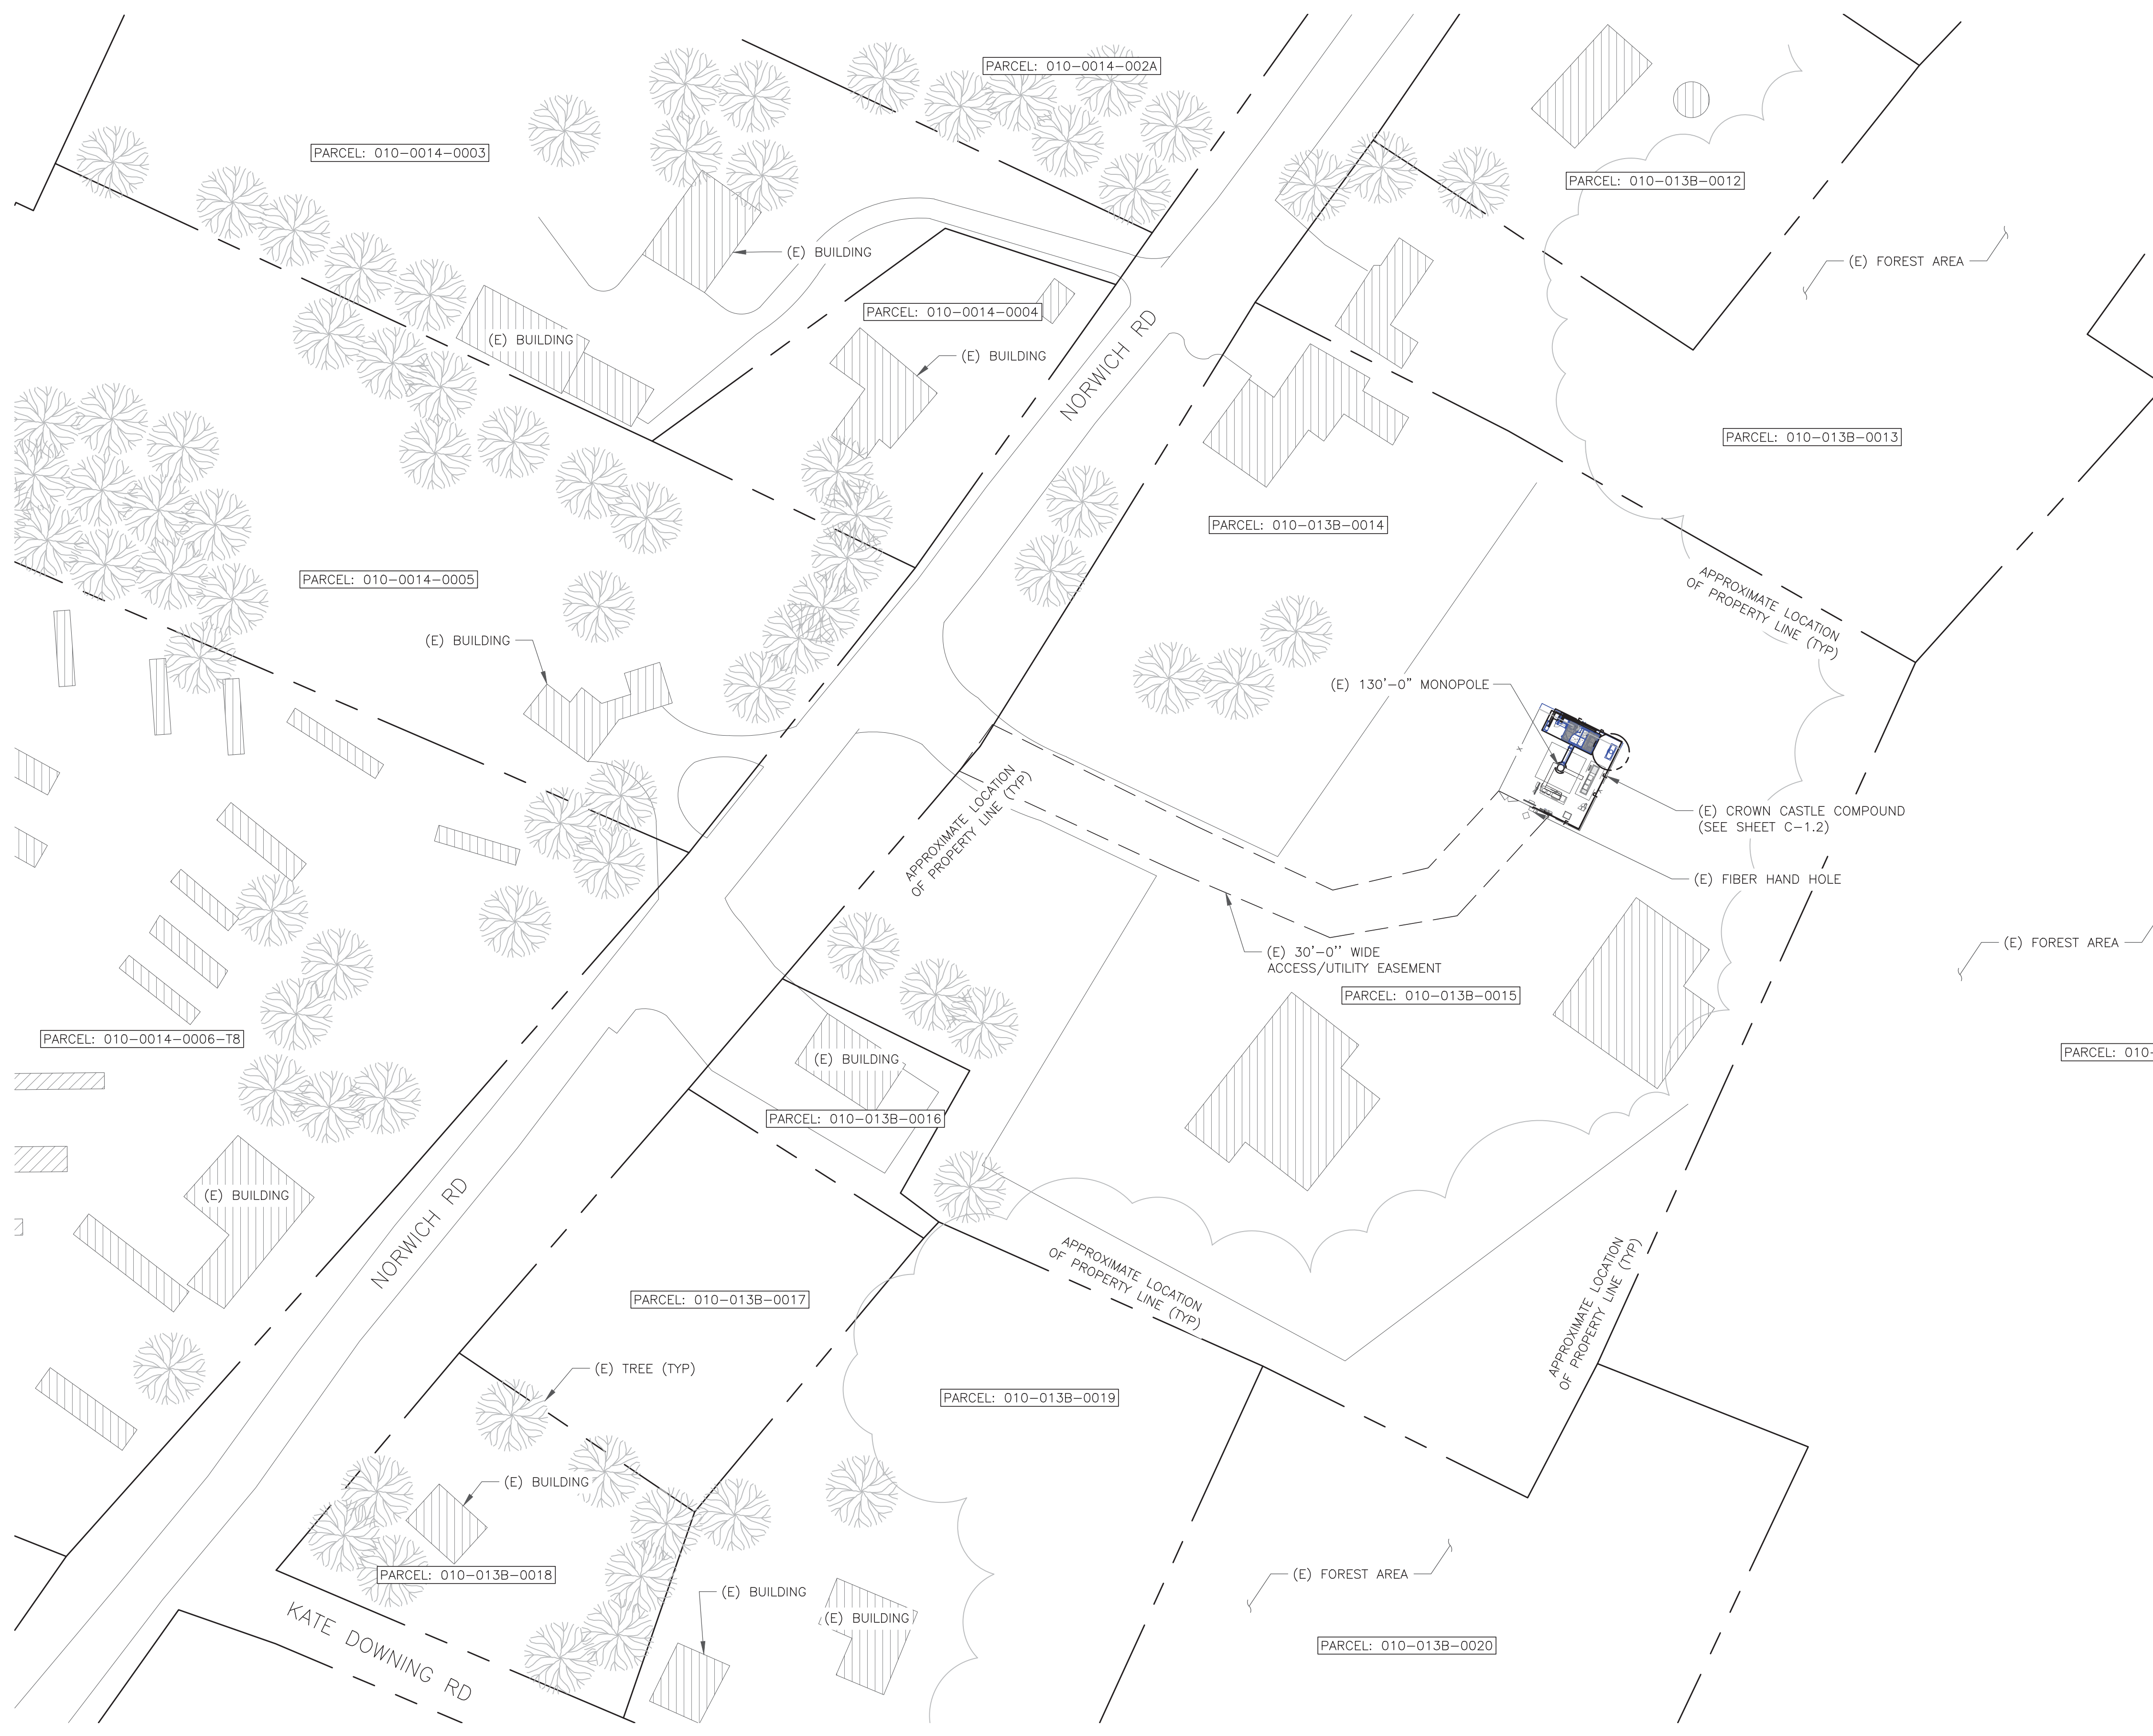 PARCEL: 010-0014-002A
PARCEL: 010-0014-0003
PARCEL: 010-013B-0012
(E) BUILDING
(E) FOREST AREA
PARCEL: 010-0014-0004
(E) BUILDING
(E) BUILDING
NORWICH RD
PARCEL: 010-013B-0013
PARCEL: 010-013B-0014
PARCEL: 010-0014-0005
APPROXIMATE LOCATION
OF PROPERTY LINE (TYP)
(E) BUILDING
(E) 130'-0" MONOPOLE
APPROXIMATE LOCATION
OF PROPERTY LINE (TYP)
(E) CROWN CASTLE COMPOUND
(SEE SHEET C-1.2)
(E) FIBER HAND HOLE
(E) FOREST AREA
(E) 30'-0'' WIDE
ACCESS/UTILITY EASEMENT
PARCEL: 010-013B-0015
PARCEL: 010-0014-0006-T8
(E) BUILDING
PARCEL: 010-
PARCEL: 010-013B-0016
(E) BUILDING
NORWICH RD
APPROXIMATE LOCATION
OF PROPERTY LINE (TYP)
APPROXIMATE LOCATION
OF PROPERTY LINE (TYP)
PARCEL: 010-013B-0017
(E) TREE (TYP)
PARCEL: 010-013B-0019
(E) BUILDING
PARCEL: 010-013B-0018
(E) FOREST AREA
(E) BUILDING
(E) BUILDING
KATE DOWNING RD
PARCEL: 010-013B-0020